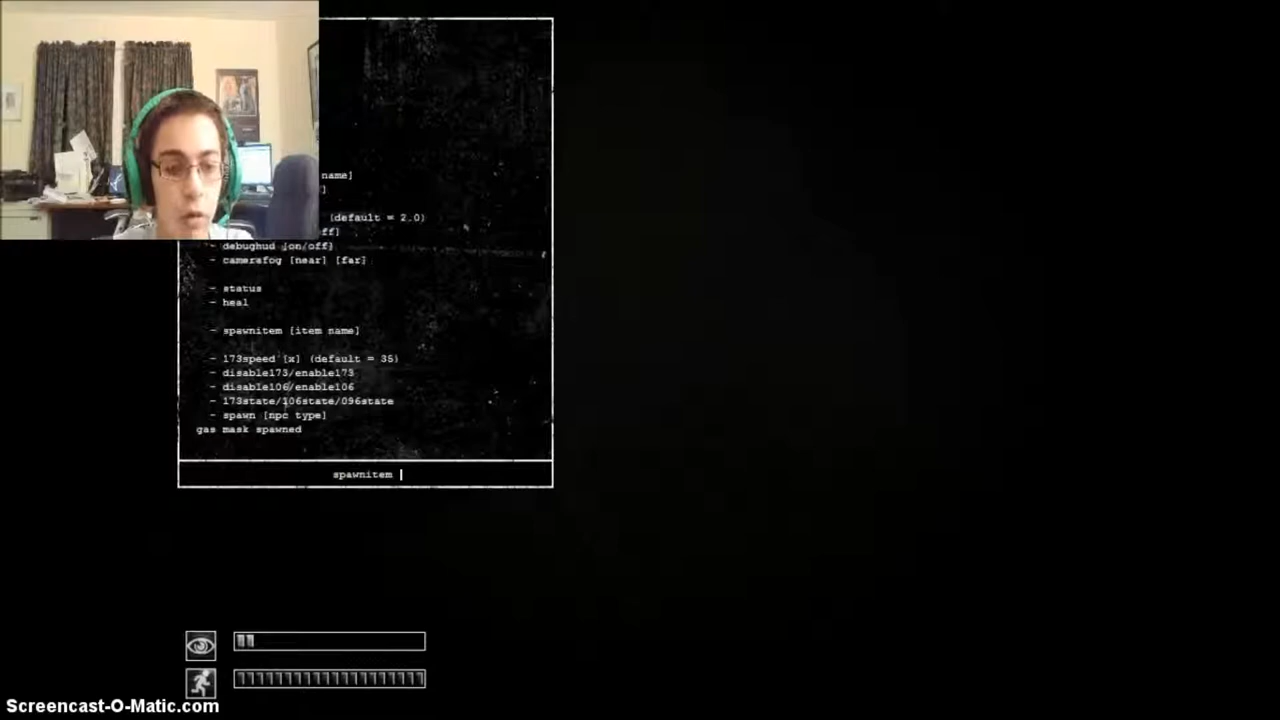 name]
f]
(default = 2.0)
ff]
- debughud [on/off]
- camerafog [near] [far]
- status
- heal
- spawnitem [item name]
- 173speed [x] (default = 35)
- disable173/enable173
- disable106/enable106
- 173state/106state/096state
- spawn [npc type]
gas mask spawned
spawnitem
Screencast-O-Matic.com